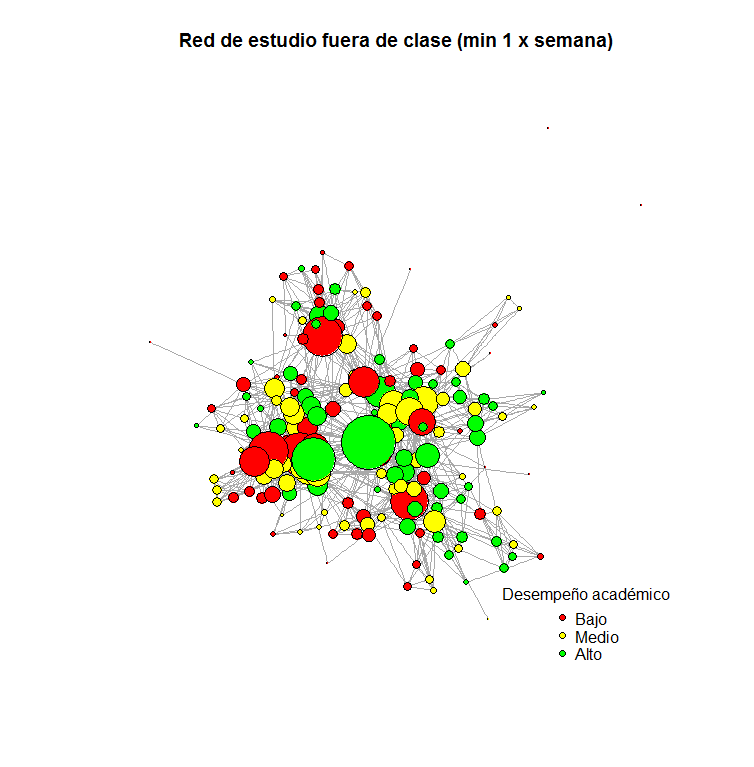 Red de estudio fuera de clase (min 1 x semana)
Desempeño académico
Bajo
Medio
Alto